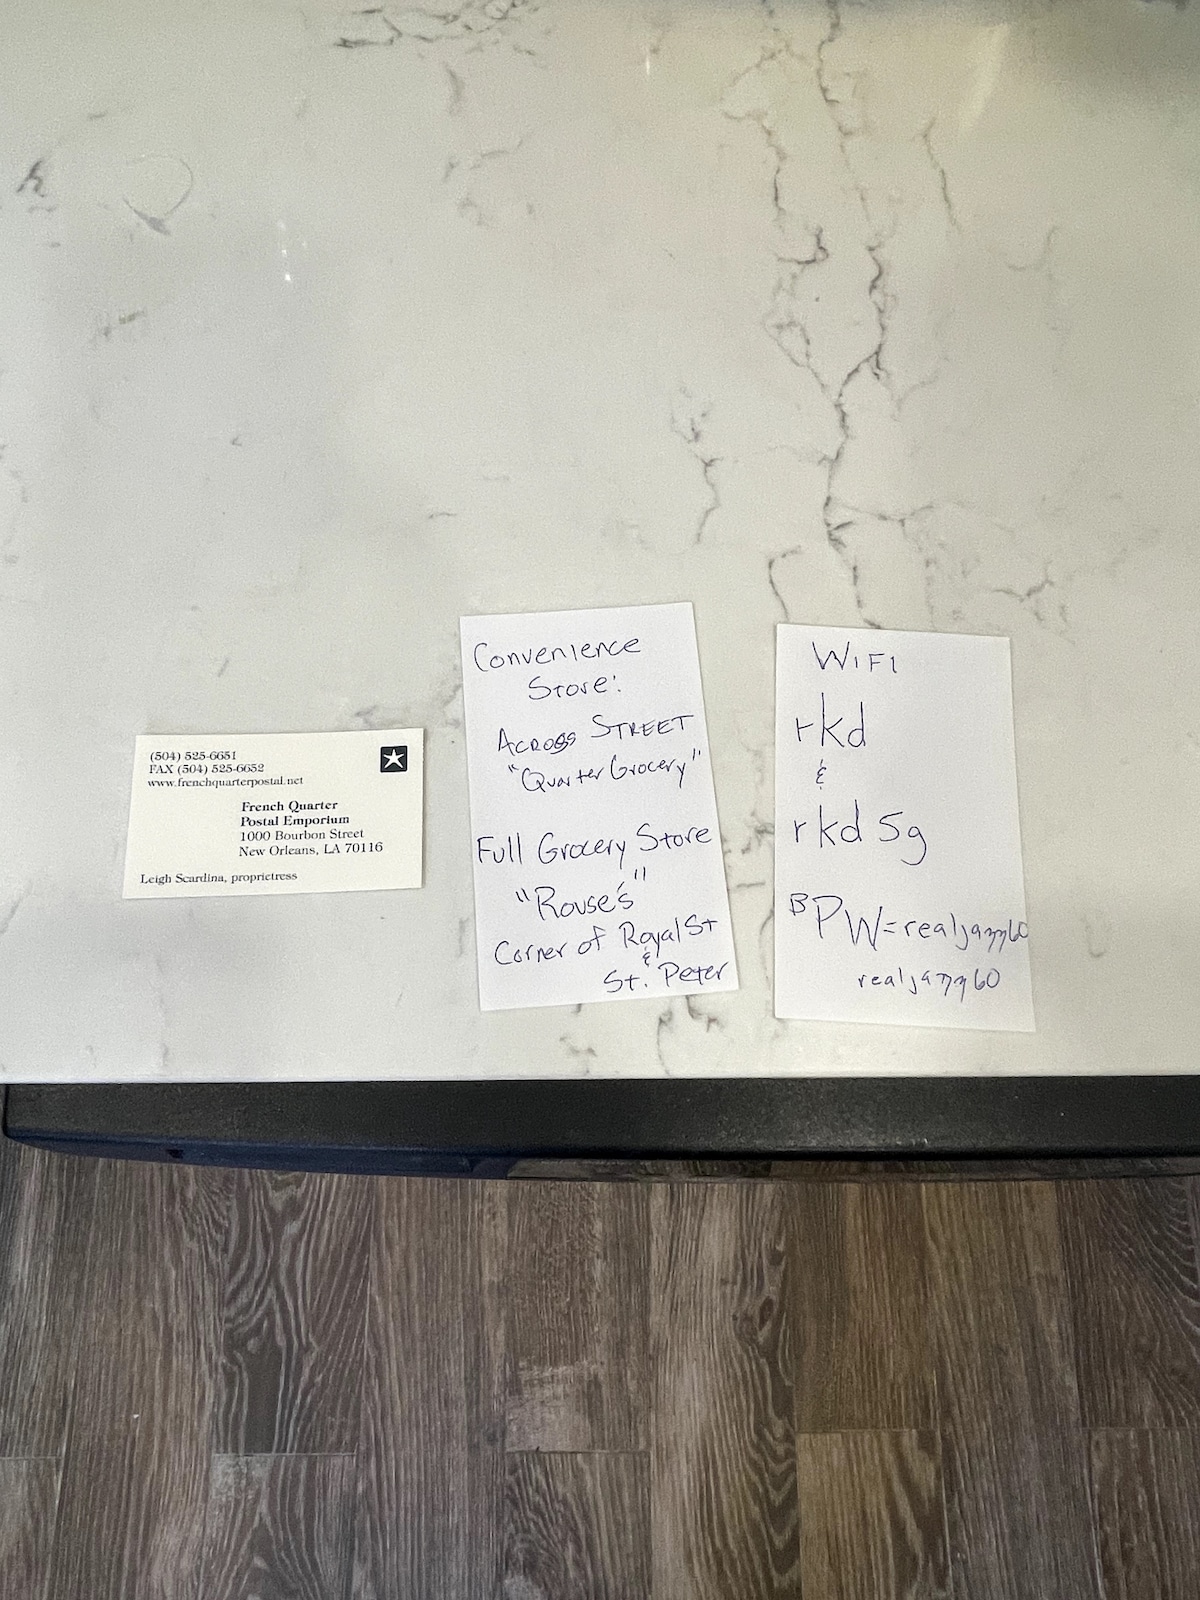 (504) 525-6651
FAX (504) 525-6652
www.frenchquarterpostal.net
French Quarter
Postal Emporium
1000 Bourbon Street
New Orleans, LA 70116
Leigh Scardina, proprietress
Convenience
Store:
Across Street
"Quarter Grocery"
Full Grocery Store
"Rouse's"
Corner of Royal St
&
St. Peter
WIFI
rkd
&
rkd 5g
PW=realjazz60
realjazz60